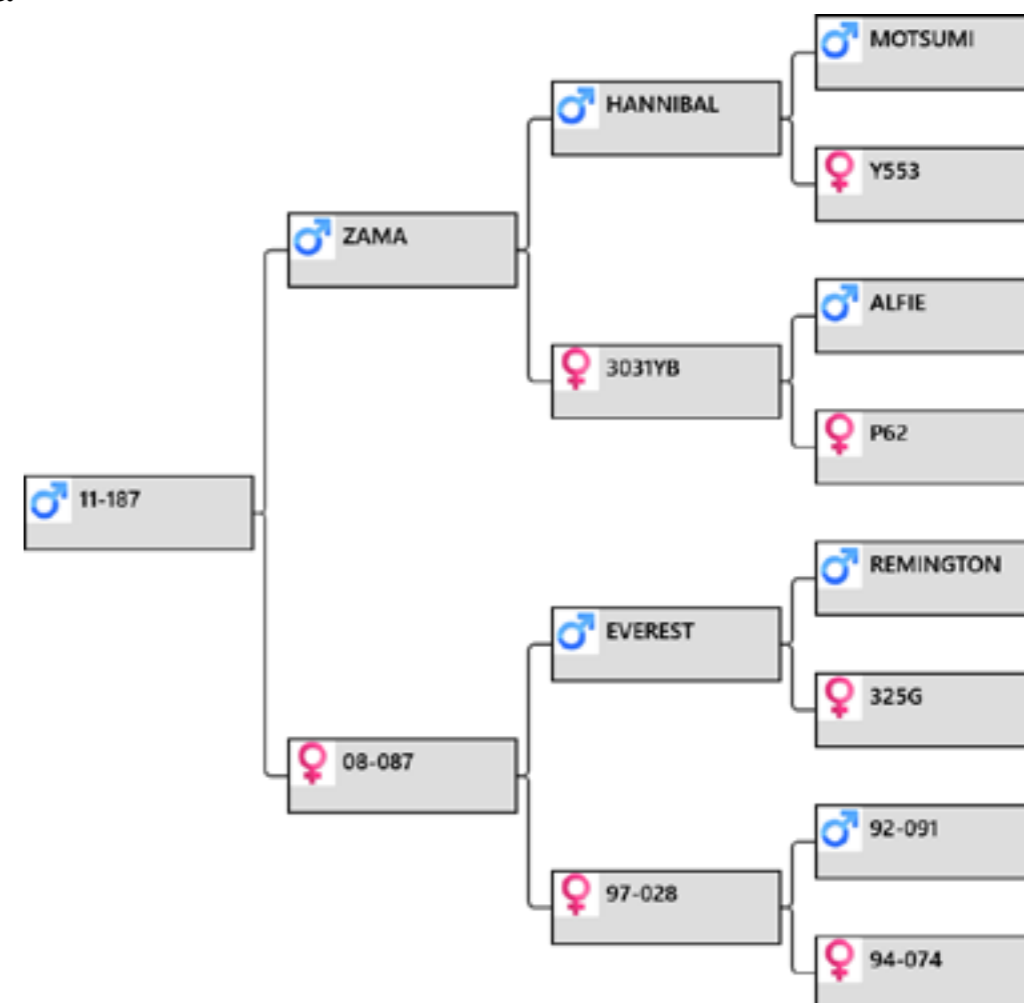 MOTSUMI
HANNIBAL
Y553
ZAMA
ALFIE
3031YB
P62
11-187
REMINGTON
EVEREST
325G
08-087
92-091
97-028
94-074